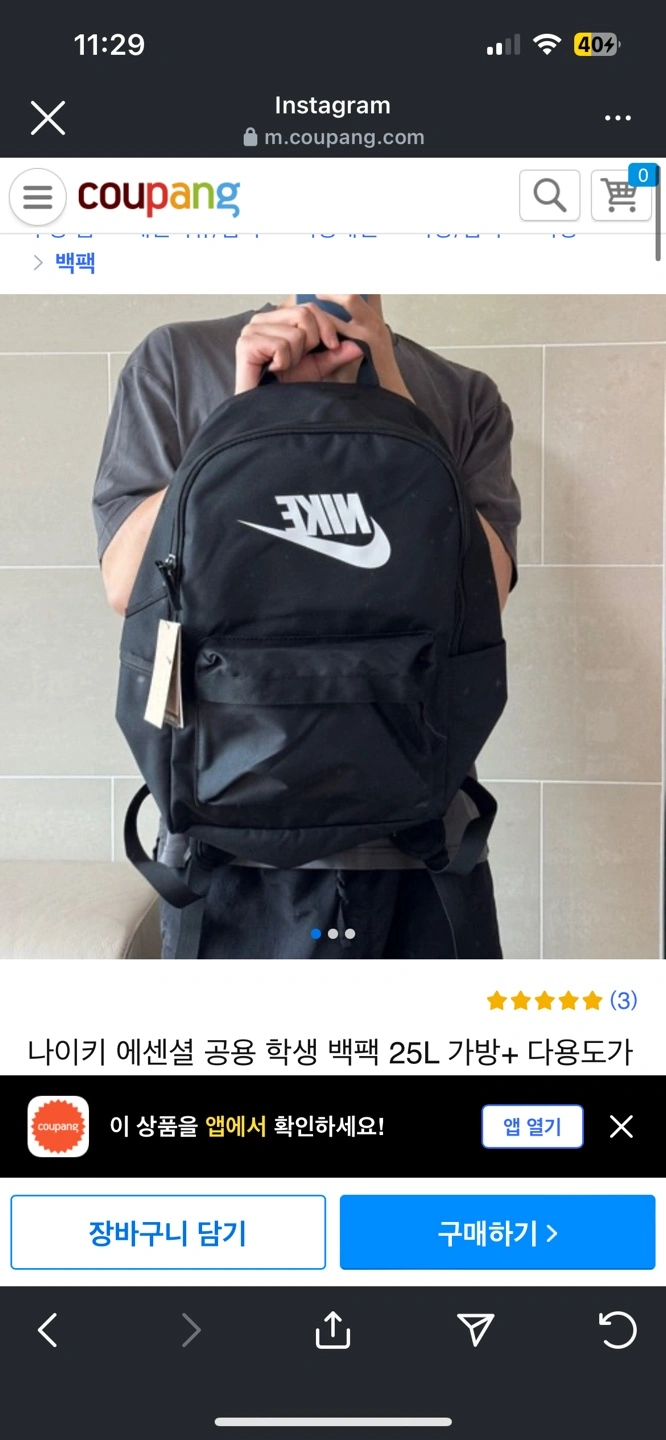 11:29
40
Instagram
m.coupang.com
coupang
0
> 백팩
NIKE
(3)
나이키 에센셜 공용 학생 백팩 25L 가방+ 다용도가
coupang
이 상품을 앱에서 확인하세요!
앱 열기
장바구니 담기
구매하기 >